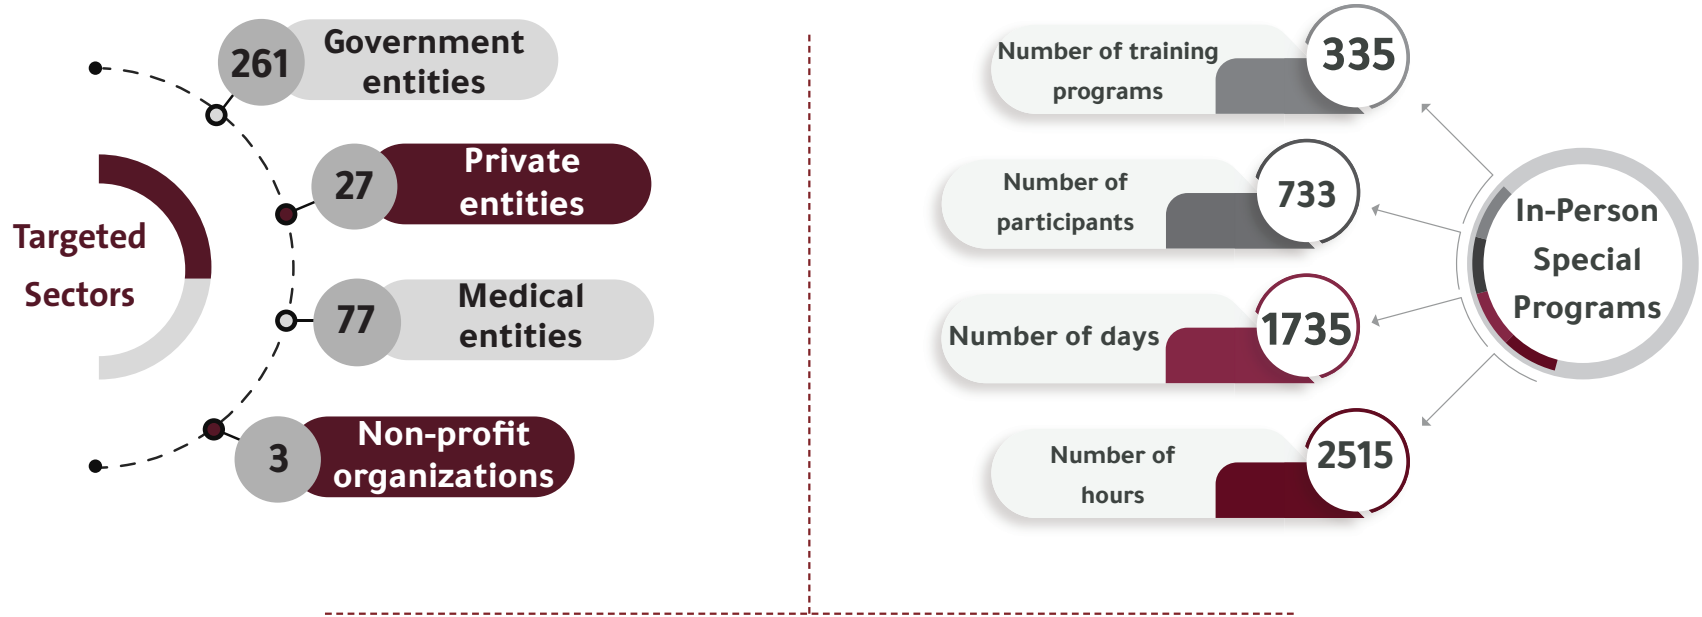 Targeted
Sectors
261
Government
entities
27
Private
entities
77
Medical
entities
3
Non-profit
organizations
In-Person
Special
Programs
Number of training
programs
335
Number of
participants
733
Number of days
1735
Number of
hours
2515